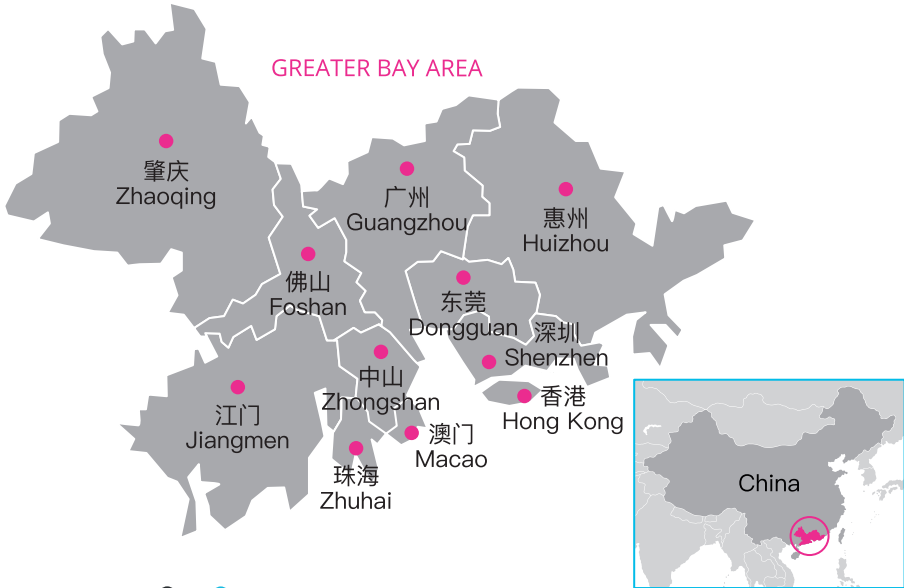 GREATER BAY AREA
肇庆
Zhaoqing
广州
Guangzhou
惠州
Huizhou
佛山
Foshan
东莞
Dongguan
深圳
Shenzhen
中山
Zhongshan
香港
Hong Kong
江门
Jiangmen
澳门
Macao
珠海
Zhuhai
China